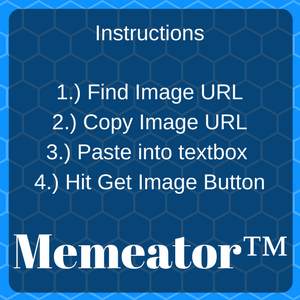 Instructions
1.) Find Image URL
2.) Copy Image URL
3.) Paste into textbox
4.) Hit Get Image Button
Memeator™